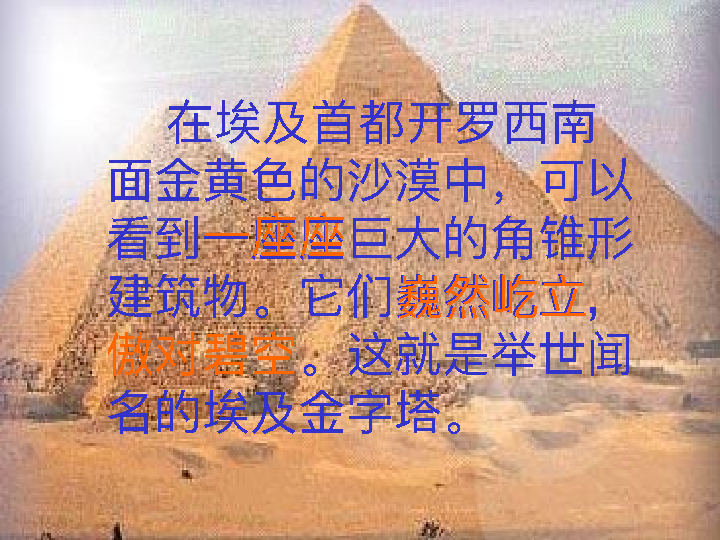 在埃及首都开罗西南
面金黄色的沙漠中，可以
看到一座座巨大的角锥形
建筑物。它们巍然屹立，
傲对碧空。这就是举世闻
名的埃及金字塔。